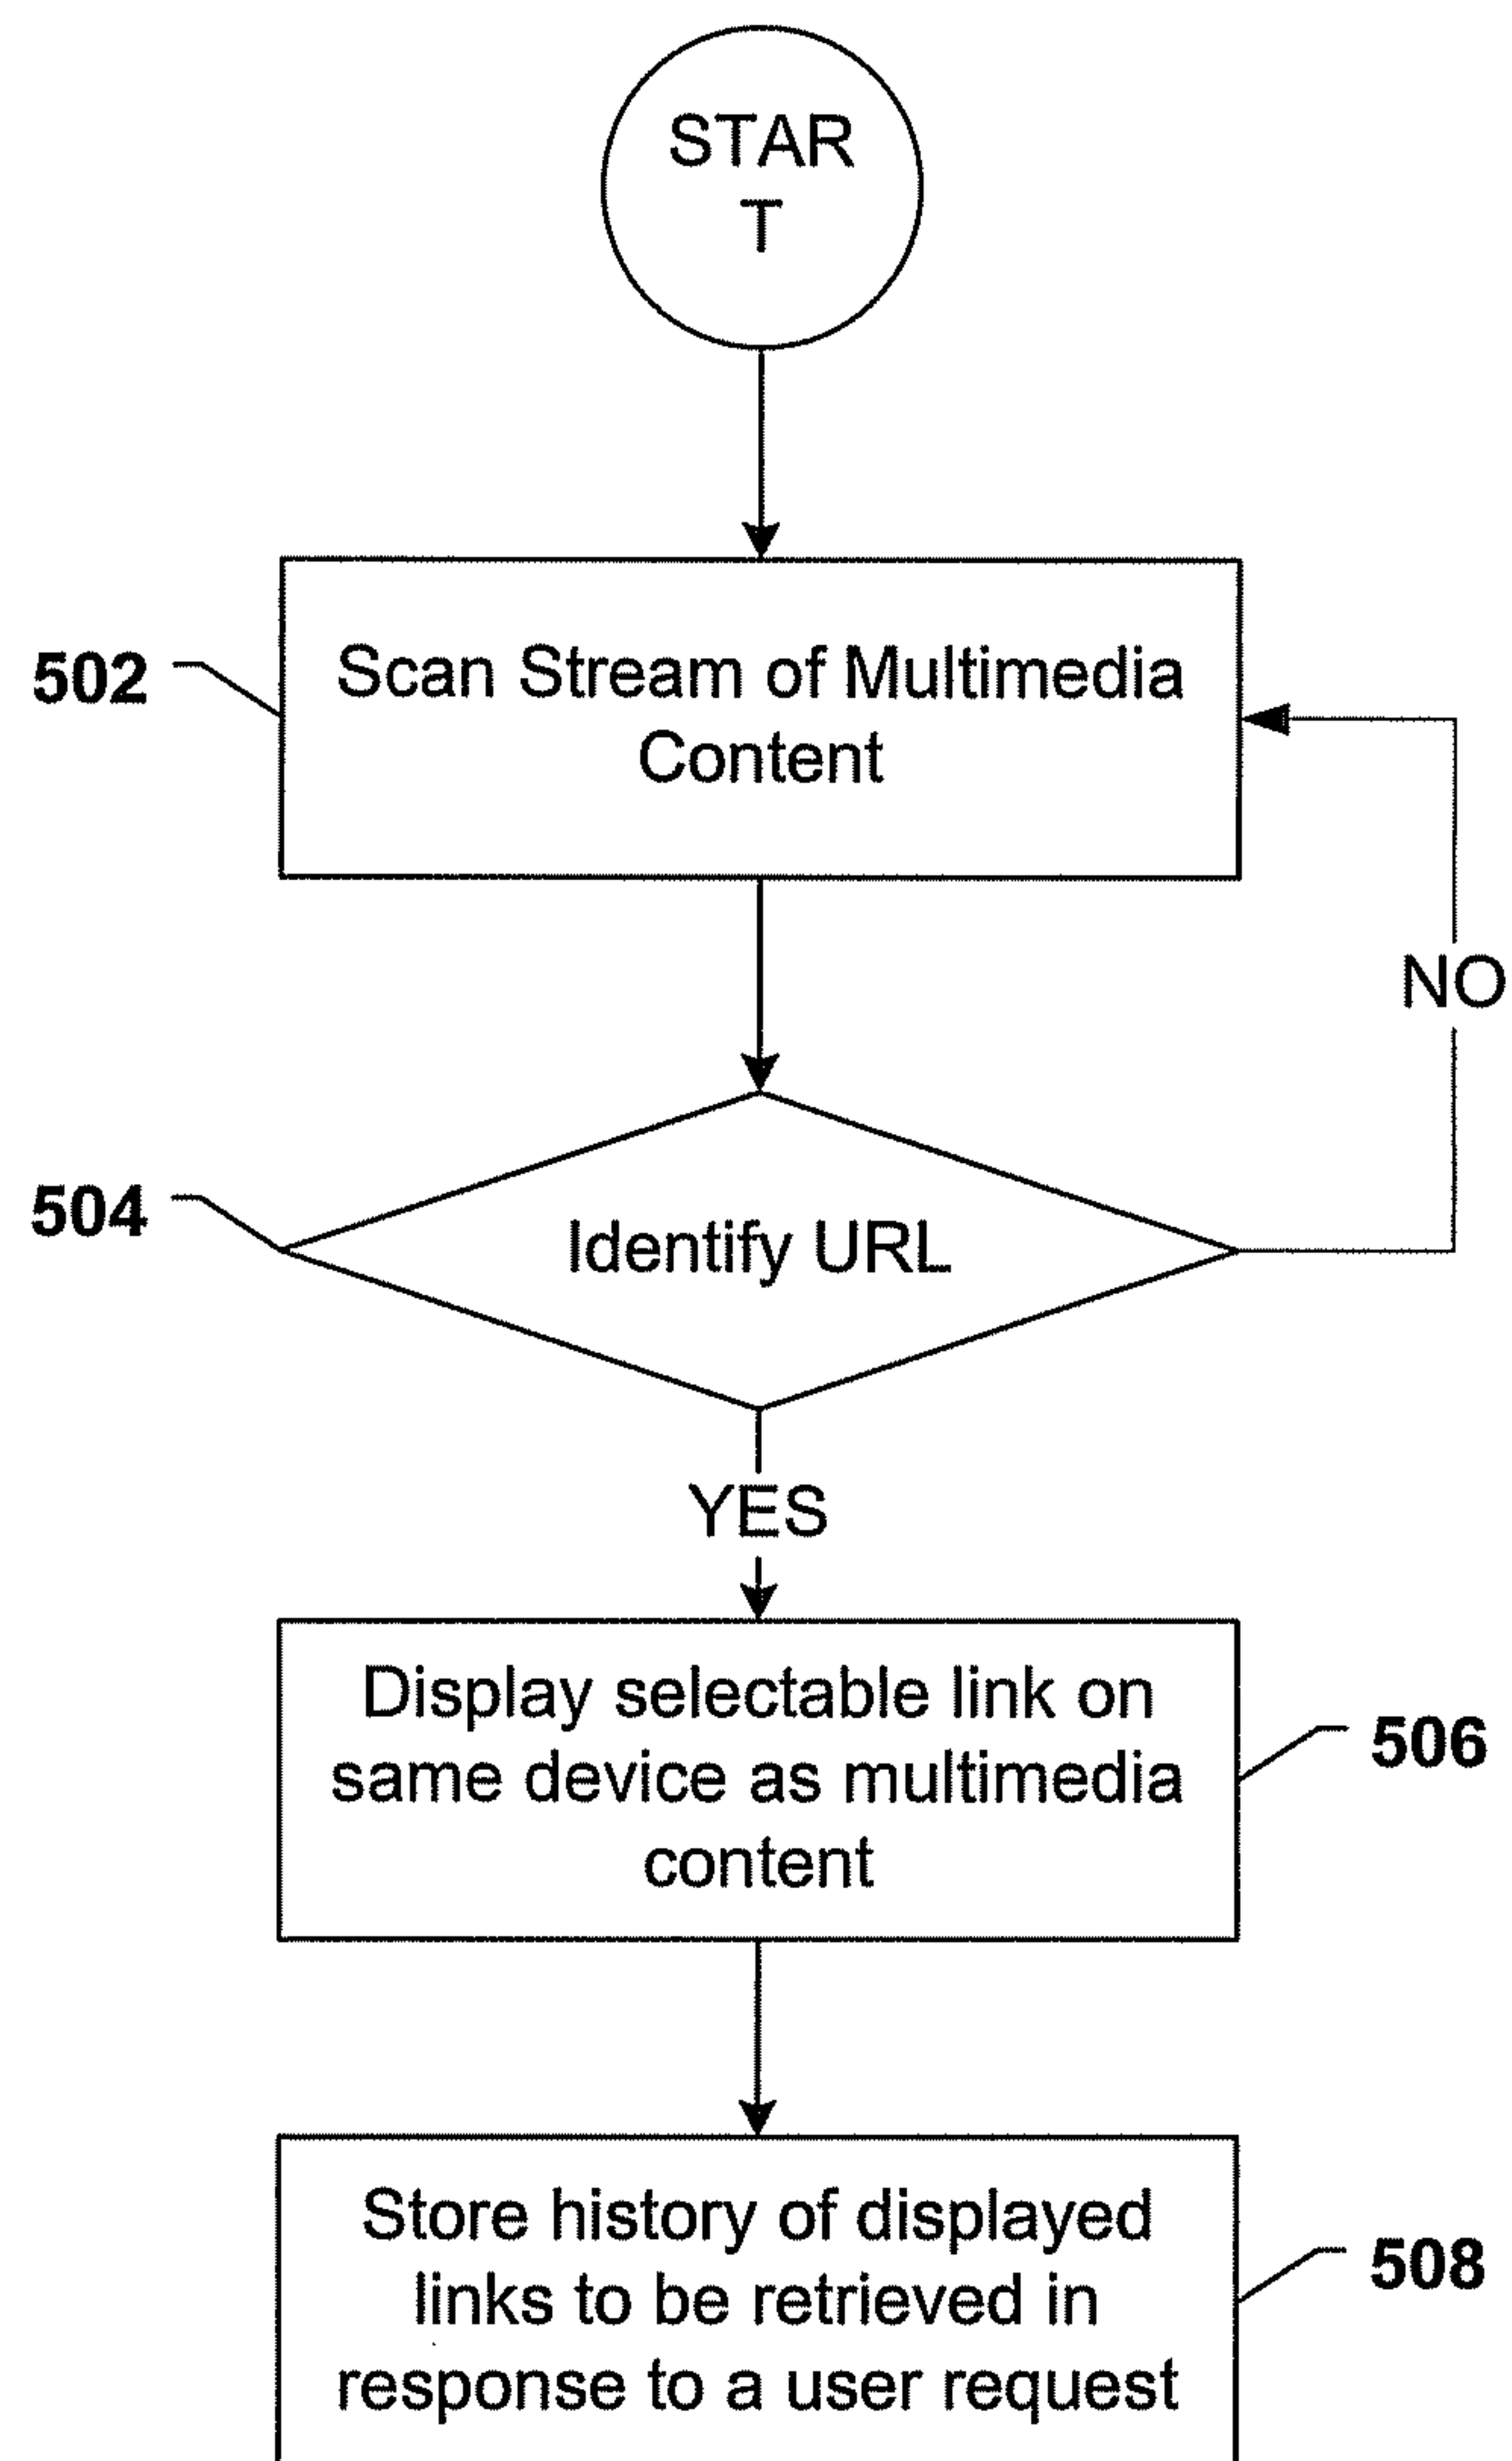 STAR
T
502
Scan Stream of Multimedia
Content
NO
504
Identify URL
YES
Display selectable link on
same device as multimedia
content
506
Store history of displayed
links to be retrieved in
response to a user request
508